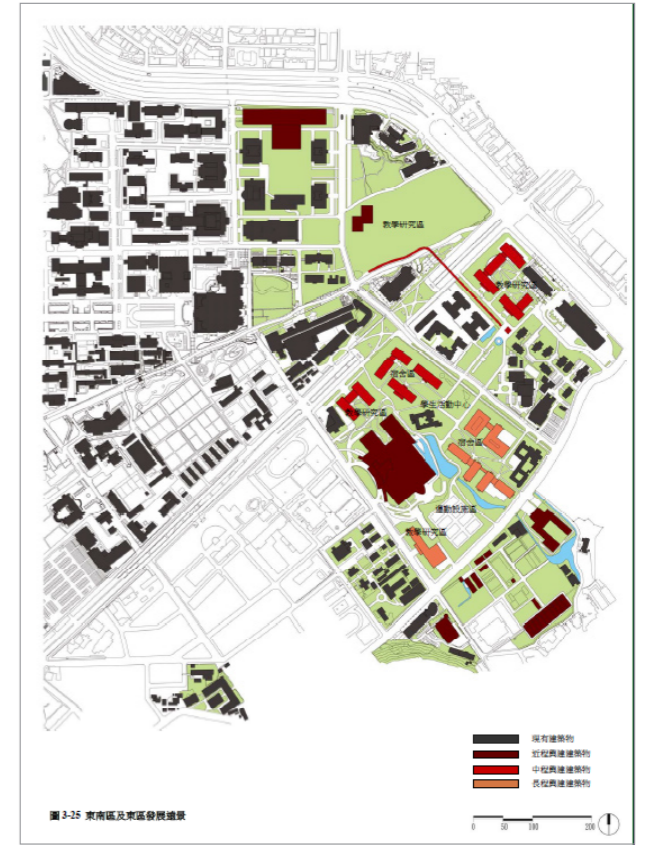 教學研究區
教學研究區
宿舍區
教學研究區
學生活動中心
宿舍區
運動設施區
教學研究區
現有建築物
近程興建建築物
中程興建建築物
長程興建建築物
圖 3-25 東南區及東區發展遠景
0 50 100 200